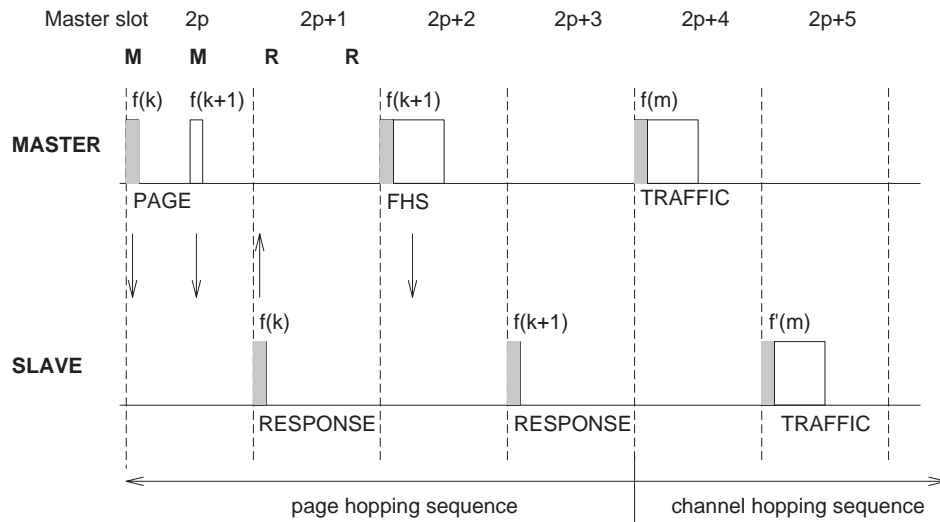 Master slot 2p 2p+1 2p+2 2p+3 2p+4 2p+5
M M R R
f(k) f(k+1) f(k+1) f(m)
MASTER
PAGE FHS TRAFFIC
f(k) f(k+1) f'(m)
SLAVE
RESPONSE RESPONSE TRAFFIC
page hopping sequence channel hopping sequence